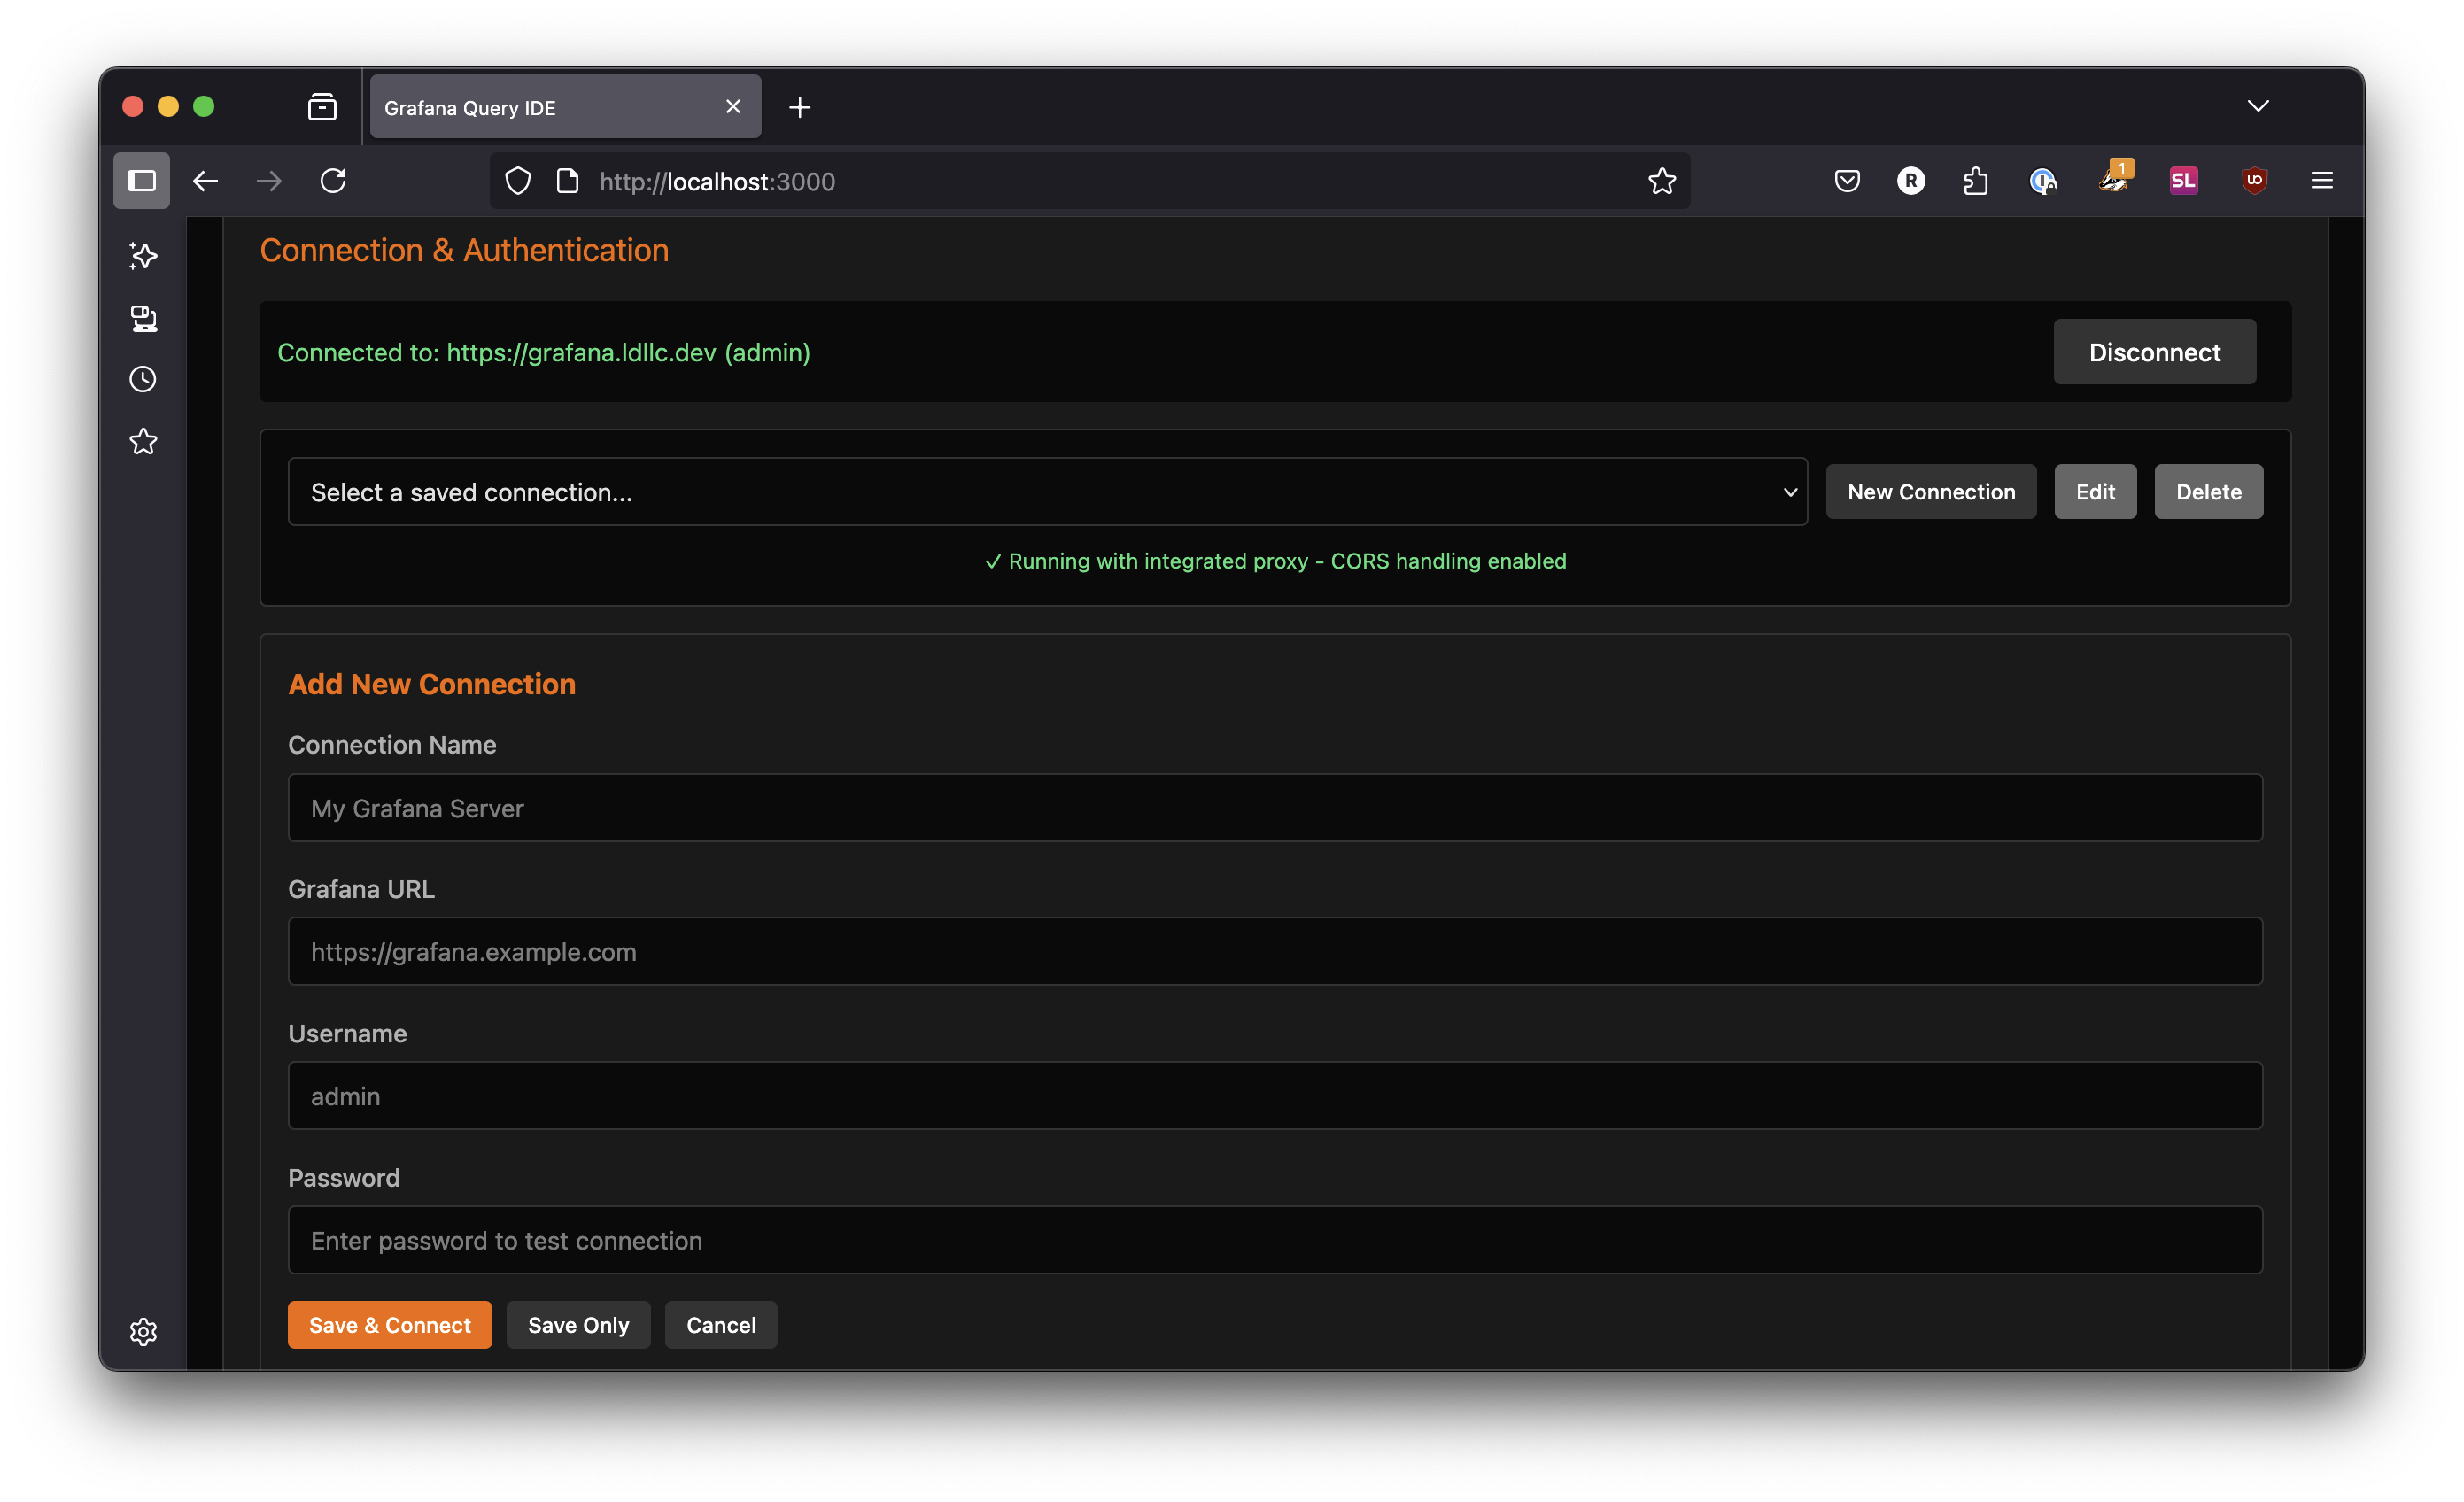 Grafana Query IDE
http://localhost:3000
1
R
SL
UO
Connection & Authentication
Connected to: https://grafana.ldllc.dev (admin)
Disconnect
Select a saved connection...
New Connection
Edit
Delete
✓ Running with integrated proxy - CORS handling enabled
Add New Connection
Connection Name
My Grafana Server
Grafana URL
https://grafana.example.com
Username
admin
Password
Enter password to test connection
Save & Connect
Save Only
Cancel